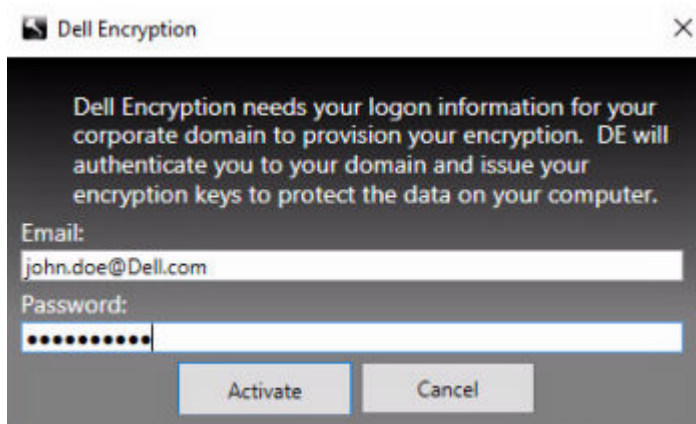 Dell Encryption
Dell Encryption needs your logon information for your
corporate domain to provision your encryption.  DE will
authenticate you to your domain and issue your
encryption keys to protect the data on your computer.
Email:
john.doe@Dell.com
Password:
●●●●●●●●●●
Activate Cancel